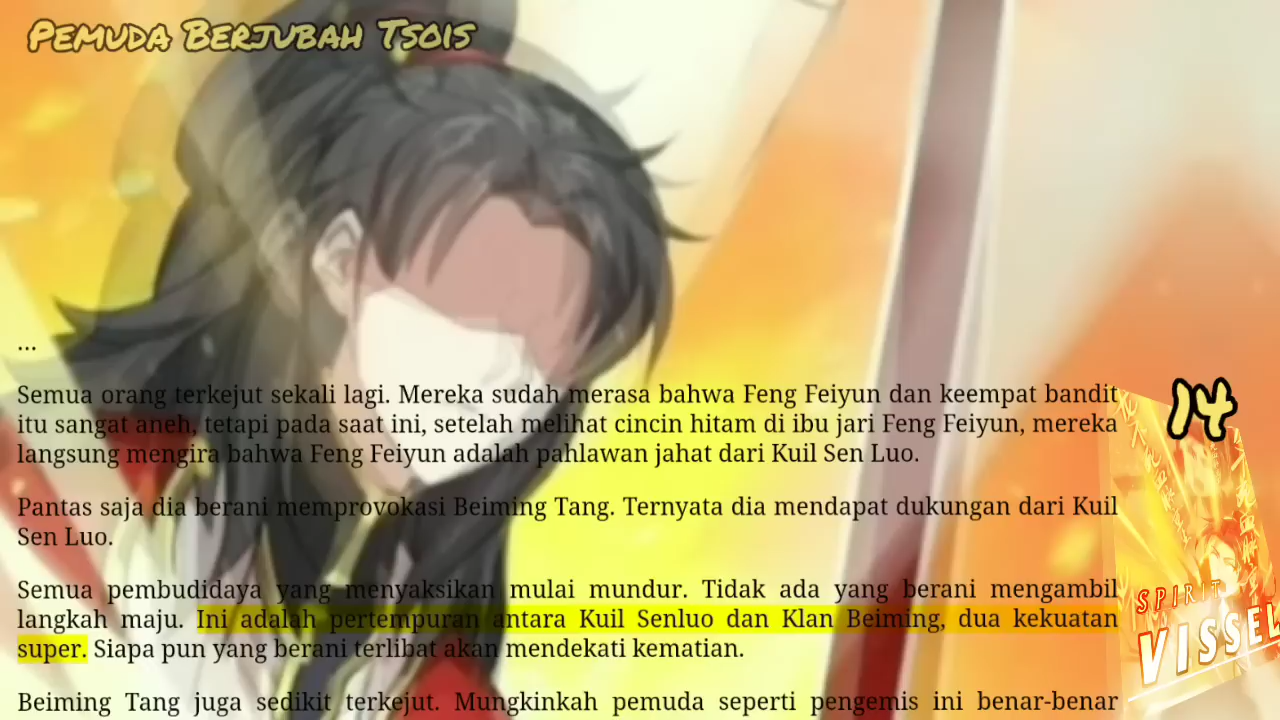 Pemuda Berjubah Tsois
...
Semua orang terkejut sekali lagi. Mereka sudah merasa bahwa Feng Feiyun dan keempat bandit
itu sangat aneh, tetapi pada saat ini, setelah melihat cincin hitam di ibu jari Feng Feiyun, mereka
langsung mengira bahwa Feng Feiyun adalah pahlawan jahat dari Kuil Sen Luo.
Pantas saja dia berani memprovokasi Beiming Tang. Ternyata dia mendapat dukungan dari Kuil
Sen Luo.
Semua pembudidaya yang menyaksikan mulai mundur. Tidak ada yang berani mengambil
langkah maju. Ini adalah pertempuran antara Kuil Senluo dan Klan Beiming, dua kekuatan
super. Siapa pun yang berani terlibat akan mendekati kematian.
Beiming Tang juga sedikit terkejut. Mungkinkah pemuda seperti pengemis ini benar-benar
14
SPIRIT
VISSEL